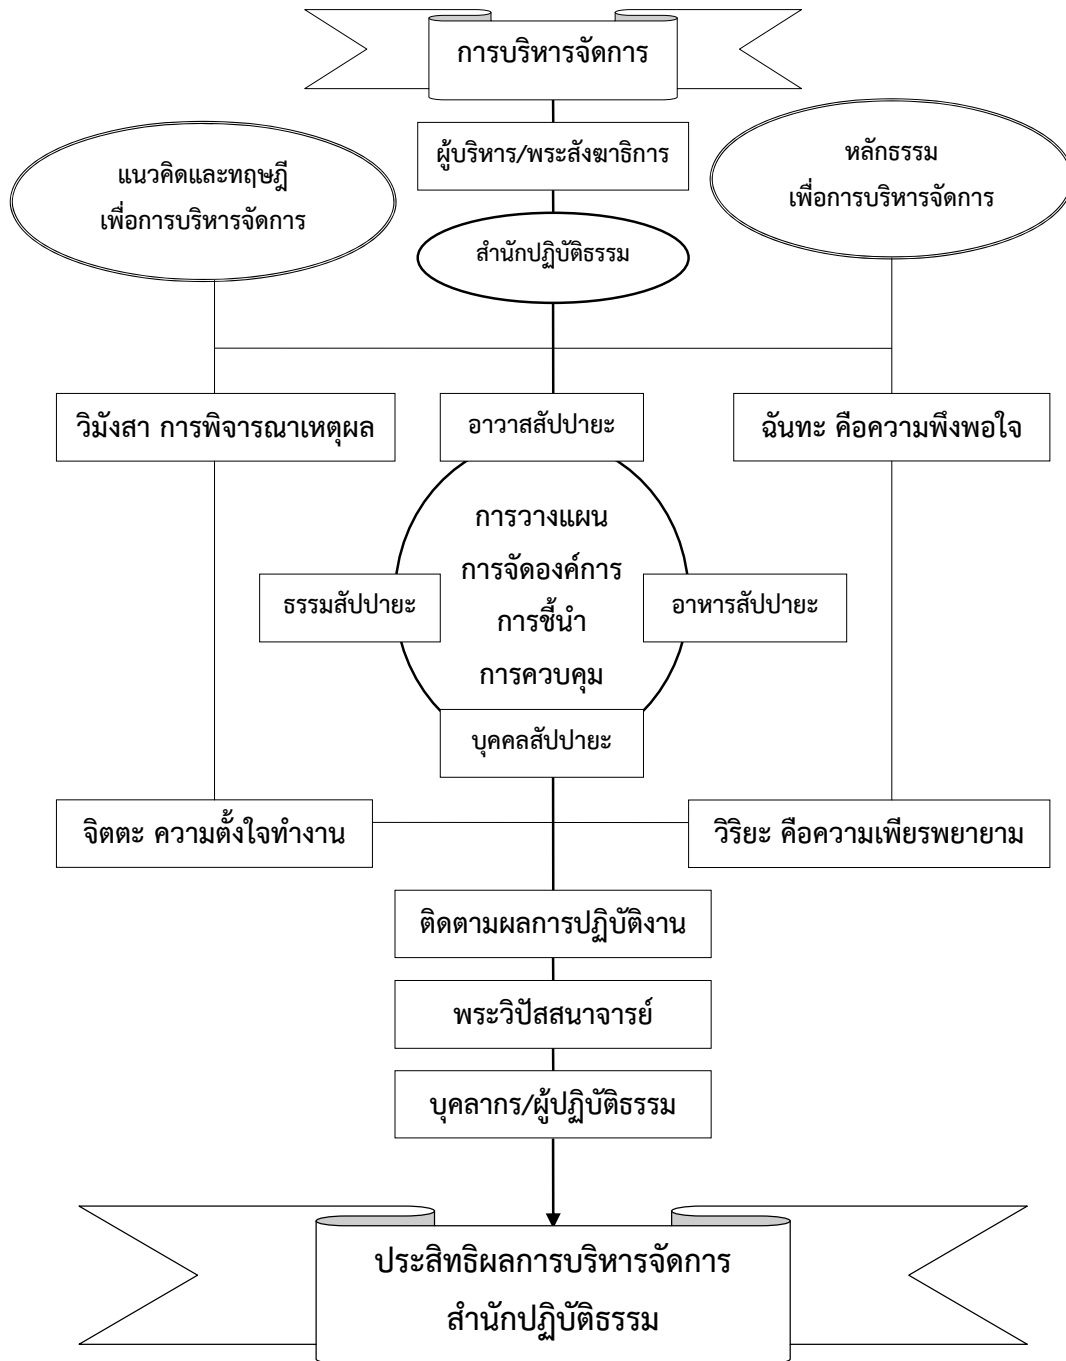 การบริหารจัดการ
ผู้บริหาร/พระสังฆาธิการ
แนวคิดและทฤษฎี
เพื่อการบริหารจัดการ
หลักธรรม
เพื่อการบริหารจัดการ
สำนักปฏิบัติธรรม
วิมังสา การพิจารณาเหตุผล
อาวาสสัปปายะ
ฉันทะ คือความพึงพอใจ
การวางแผน
การจัดองค์การ
การชี้นำ
การควบคุม
ธรรมสัปปายะ
อาหารสัปปายะ
บุคคลสัปปายะ
จิตตะ ความตั้งใจทำงาน
วิริยะ คือความเพียรพยายาม
ติดตามผลการปฏิบัติงาน
พระวิปัสสนาจารย์
บุคลากร/ผู้ปฏิบัติธรรม
ประสิทธิผลการบริหารจัดการ
สำนักปฏิบัติธรรม